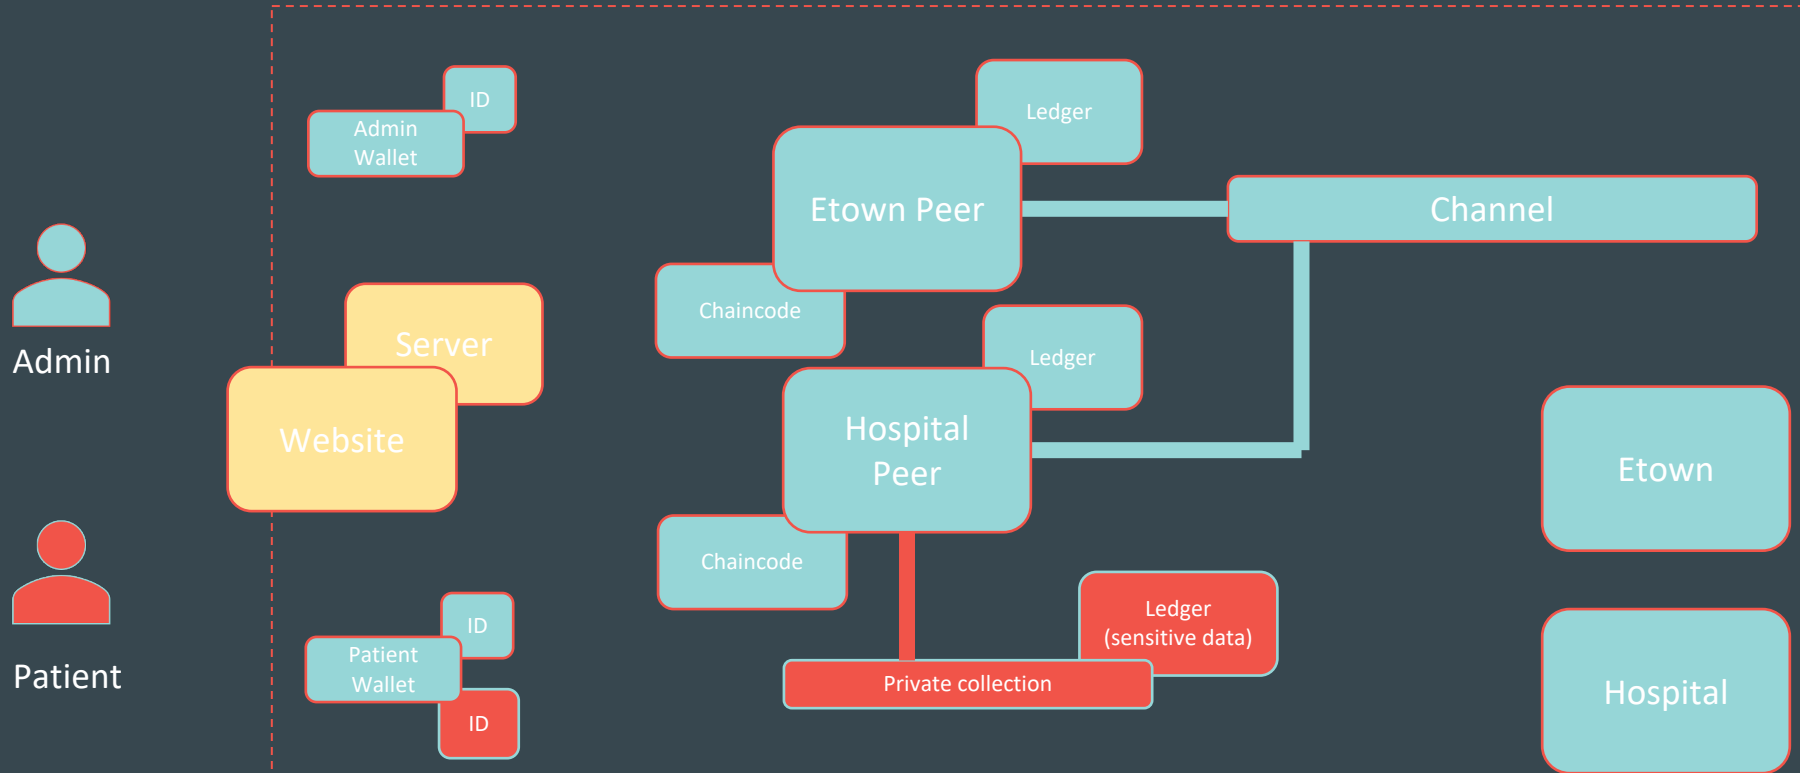 ID
Admin
Wallet
Ledger
Etown Peer
Channel
Chaincode
Admin
Server
Website
Ledger
Hospital
Peer
Etown
Chaincode
Patient
ID
Patient
Wallet
ID
Ledger
(sensitive data)
Private collection
Hospital